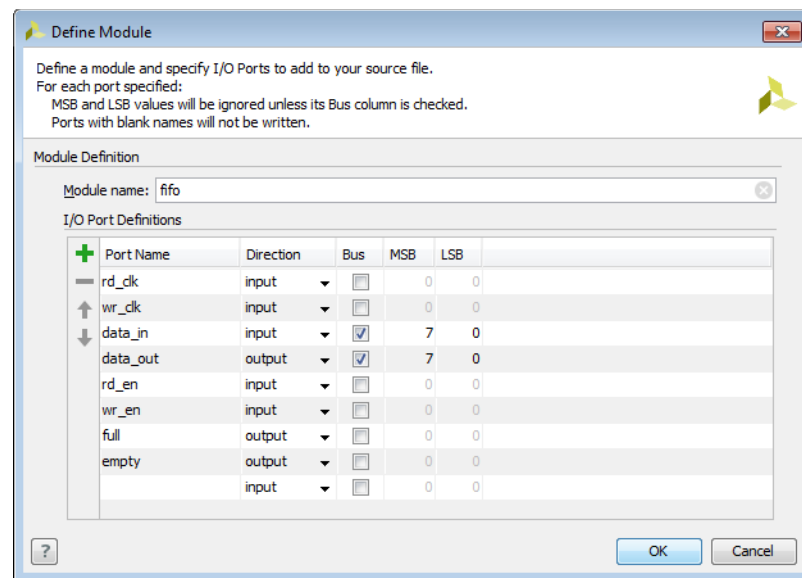 Define Module
Define a module and specify I/O Ports to add to your source file.
For each port specified:
MSB and LSB values will be ignored unless its Bus column is checked.
Ports with blank names will not be written.
Module Definition
Module name: fifo
I/O Port Definitions
Port Name Direction Bus MSB LSB
rd_clk input 0 0
wr_clk input 0 0
data_in input 7 0
data_out output 7 0
rd_en input 0 0
wr_en input 0 0
full output 0 0
empty output 0 0
input 0 0
? OK Cancel